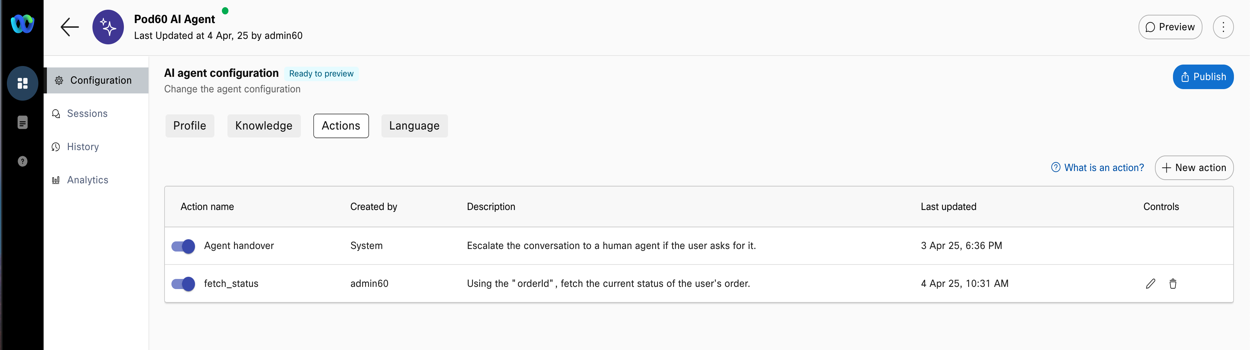 Pod60 AI Agent
Last Updated at 4 Apr, 25 by admin60
Preview
Configuration
Sessions
History
Analytics
AI agent configuration Ready to preview
Change the agent configuration
Publish
Profile Knowledge Actions Language
What is an action? New action
Action name Created by Description Last updated Controls
Agent handover System Escalate the conversation to a human agent if the user asks for it. 3 Apr 25, 6:36 PM
fetch_status admin60 Using the "orderId", fetch the current status of the user's order. 4 Apr 25, 10:31 AM